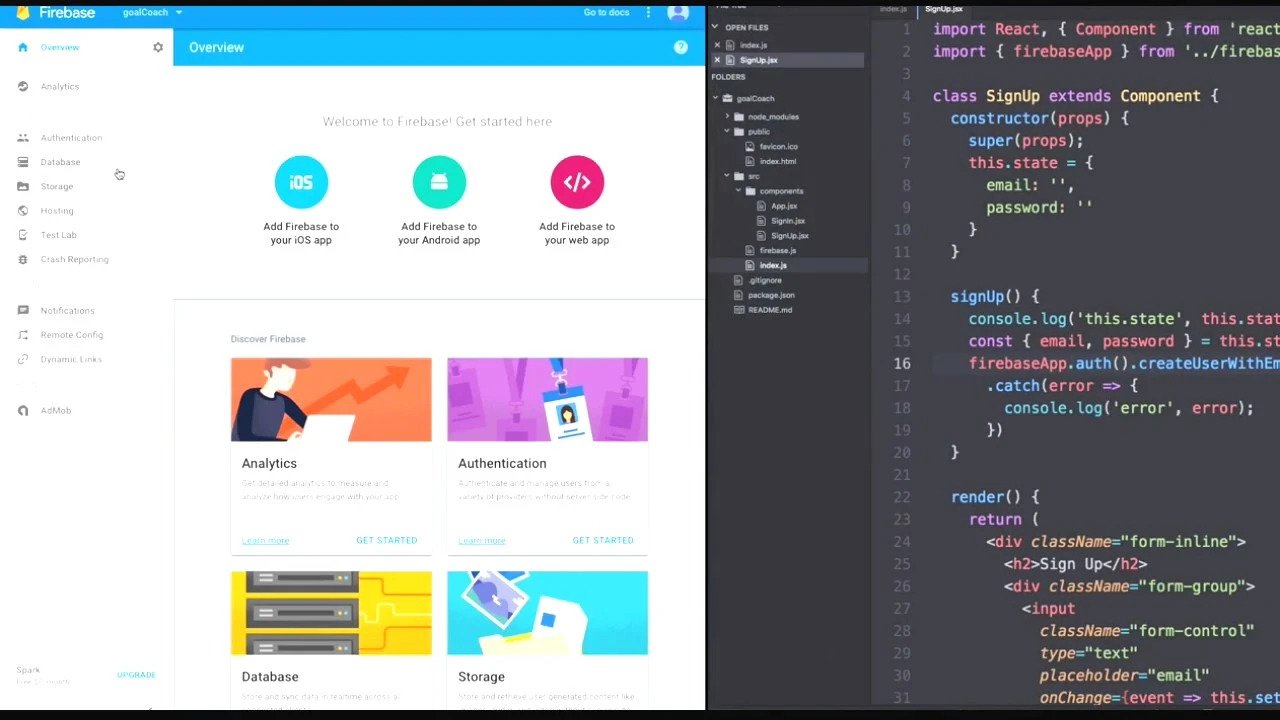 Firebase
goalCoach
Go to docs
Overview
Analytics
Authentication
Database
Storage
Hosting
Test Lab
Crash Reporting
Notifications
Remote Config
Dynamic Links
AdMob
Spark
UPGRADE
Overview
?
Welcome to Firebase! Get started here
iOS
</>
Add Firebase to
your iOS app
Add Firebase to
your Android app
Add Firebase to
your web app
Discover Firebase
Analytics
Get detailed analytics to measure and
analyze how users engage with your app
Learn more
GET STARTED
Authentication
Authenticate and manage users from a
variety of providers without server-side code
Learn more
GET STARTED
Database
Store and sync data in realtime across all
Storage
Store and retrieve user generated content like
OPEN FILES
index.js
SignUp.jsx
FOLDERS
goalCoach
node_modules
public
favicon.ico
index.html
src
components
App.jsx
SignIn.jsx
SignUp.jsx
firebase.js
index.js
.gitignore
package.json
README.md
index.js
SignUp.jsx
1 import React, { Component } from 'react
2 import { firebaseApp } from '../firebas
3
4 class SignUp extends Component {
5 constructor(props) {
6 super(props);
7 this.state = {
8 email: '',
9 password: ''
10 }
11 }
12
13 signUp() {
14 console.log('this.state', this.stat
15 const { email, password } = this.st
16 firebaseApp.auth().createUserWithEm
17 .catch(error => {
18 console.log('error', error);
19 })
20 }
21
22 render() {
23 return (
24 <div className="form-inline">
25 <h2>Sign Up</h2>
26 <div className="form-group">
27 <input
28 className="form-control"
29 type="text"
30 placeholder="email"
31 onChange={event => this.set